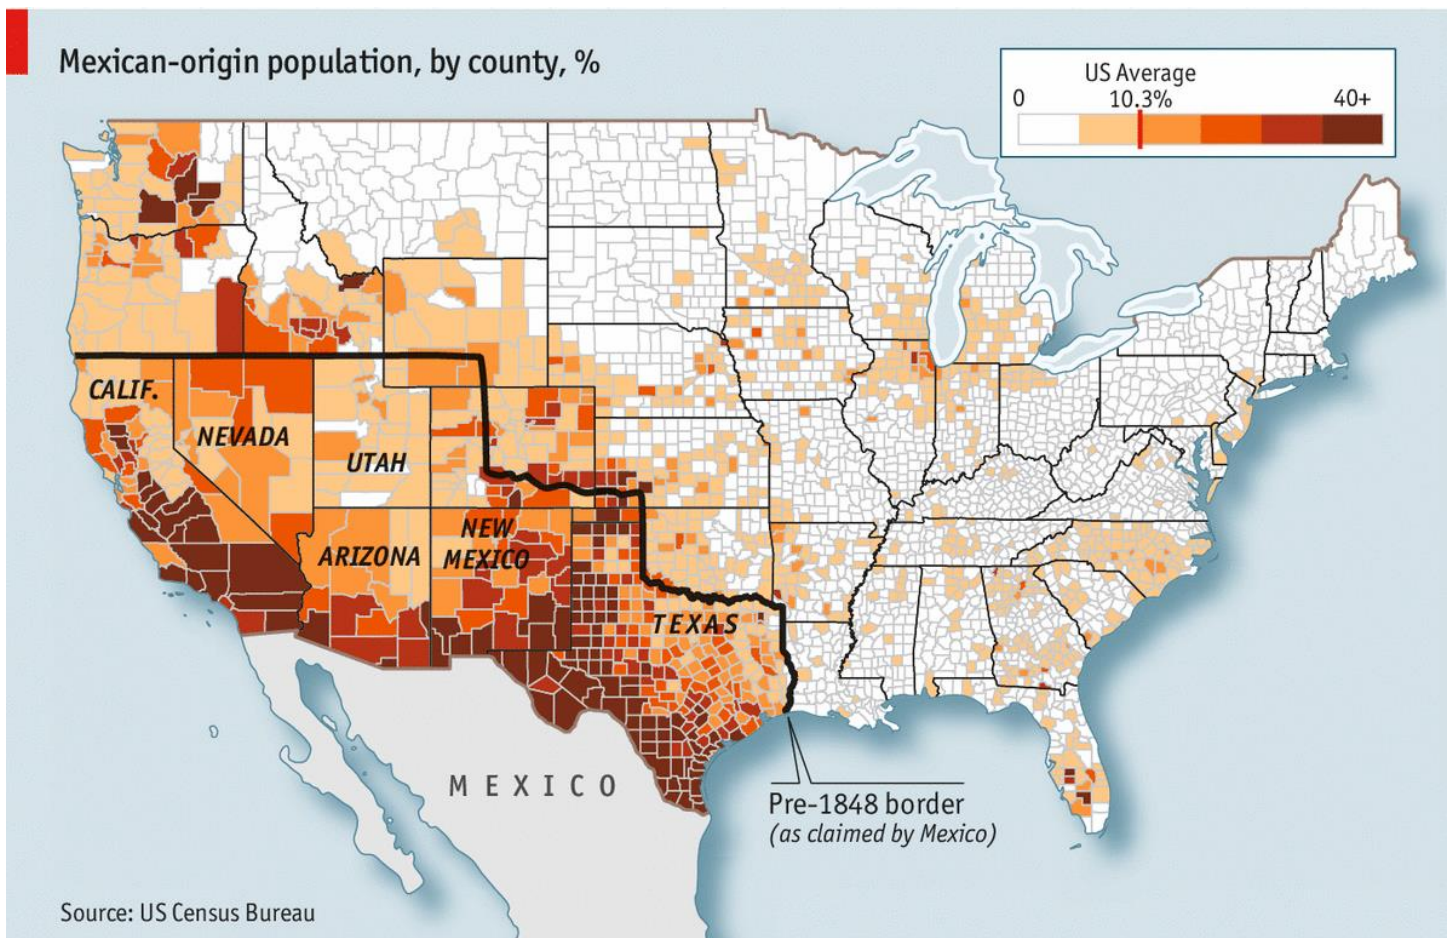 Mexican-origin population, by county, %
US Average
0 10.3% 40+
CALIF.
NEVADA
UTAH
ARIZONA
NEW
MEXICO
TEXAS
MEXICO
Pre-1848 border
(as claimed by Mexico)
Source: US Census Bureau